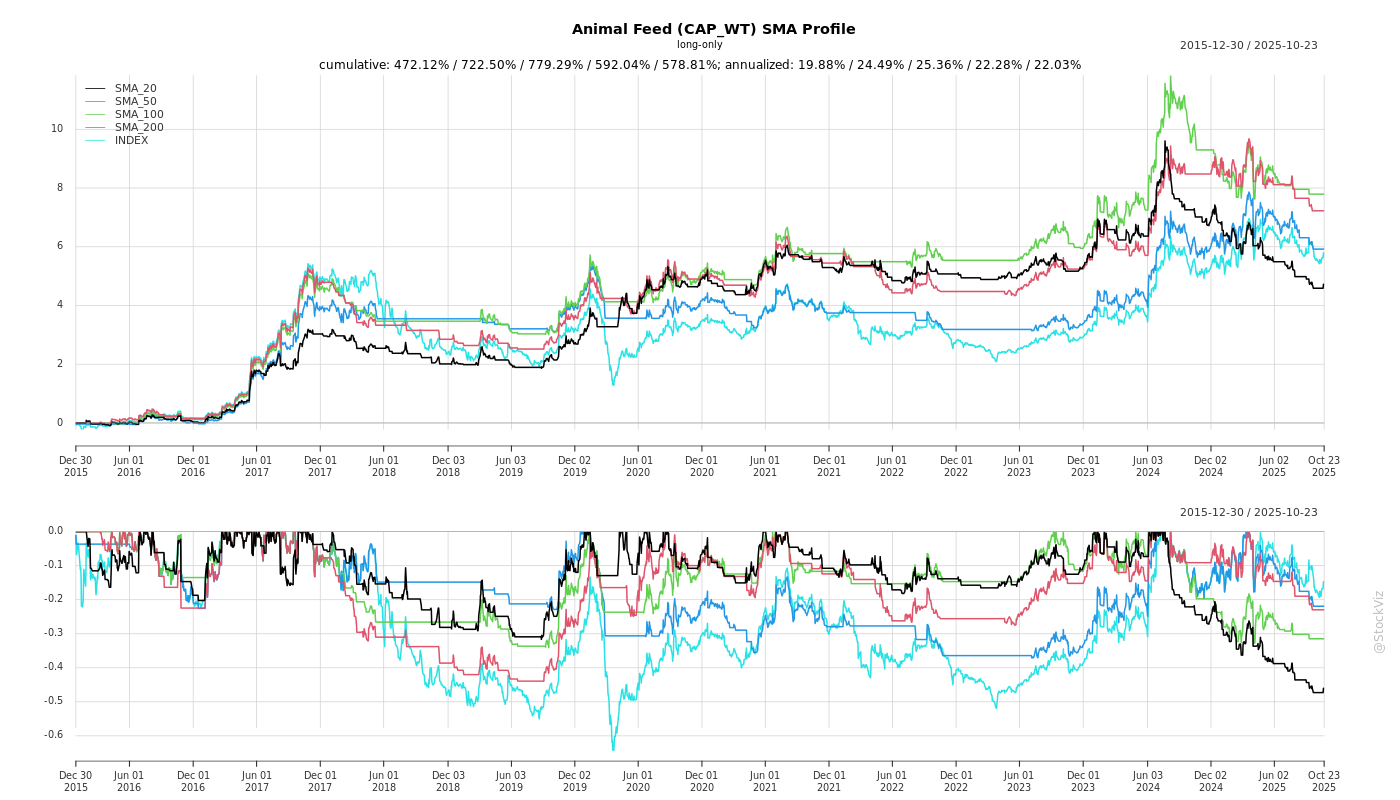 Animal Feed (CAP_WT) SMA Profile
long-only
2015-12-30 / 2025-10-23
cumulative: 472.12% / 722.50% / 779.29% / 592.04% / 578.81%; annualized: 19.88% / 24.49% / 25.36% / 22.28% / 22.03%
SMA_20
SMA_50
SMA_100
SMA_200
INDEX
10
8
6
4
2
0
Dec 30 Jun 01 Dec 01 Jun 01 Dec 01 Jun 01 Dec 03 Jun 03 Dec 02 Jun 01 Dec 01 Jun 01 Dec 01 Jun 01 Dec 01 Jun 01 Dec 01 Jun 03 Dec 02 Jun 02 Oct 23
2015 2016 2016 2017 2017 2018 2018 2019 2019 2020 2020 2021 2021 2022 2022 2023 2023 2024 2024 2025 2025
2015-12-30 / 2025-10-23
0.0
-0.1
-0.2
-0.3
-0.4
-0.5
-0.6
Dec 30 Jun 01 Dec 01 Jun 01 Dec 01 Jun 01 Dec 03 Jun 03 Dec 02 Jun 01 Dec 01 Jun 01 Dec 01 Jun 01 Dec 01 Jun 01 Dec 01 Jun 03 Dec 02 Jun 02 Oct 23
2015 2016 2016 2017 2017 2018 2018 2019 2019 2020 2020 2021 2021 2022 2022 2023 2023 2024 2024 2025 2025
@StockViz